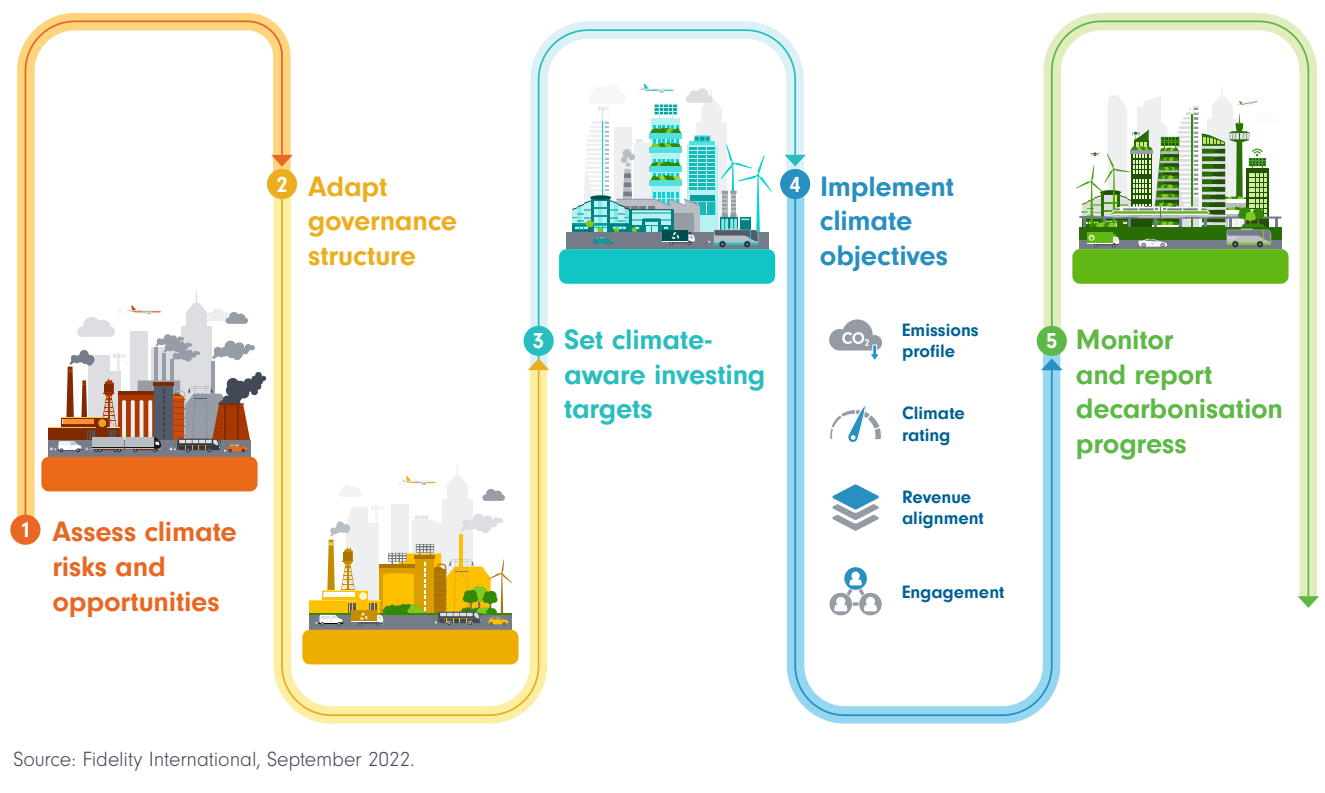 1
Assess climate
risks and
opportunities
2
Adapt
governance
structure
3
Set climate-
aware investing
targets
4
Implement
climate
objectives
CO₂
Emissions
profile
Climate
rating
Revenue
alignment
Engagement
5
Monitor
and report
decarbonisation
progress
Source: Fidelity International, September 2022.